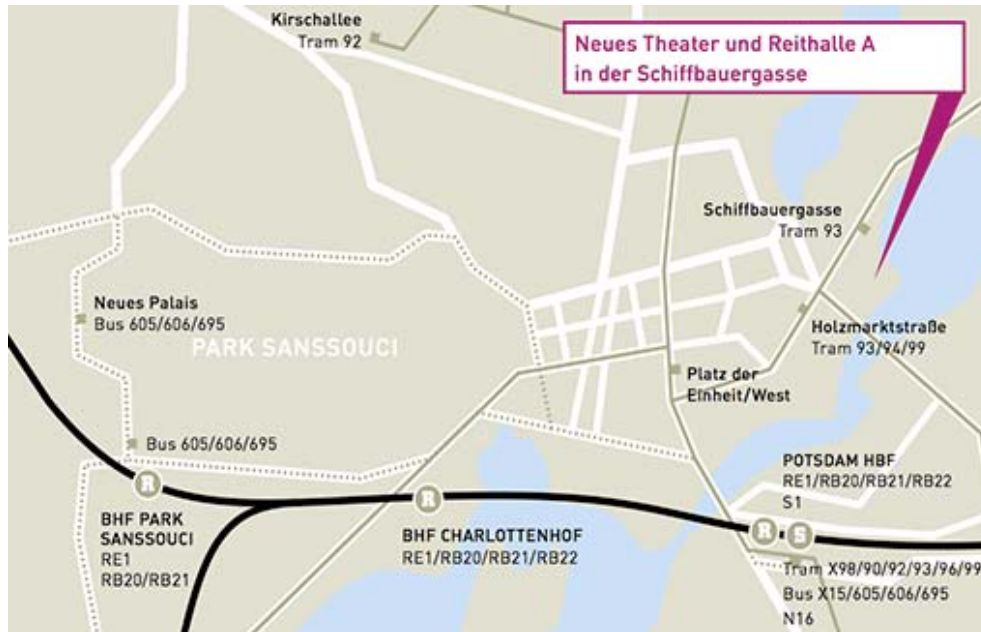 Kirschallee
Tram 92
Neues Theater und Reithalle A
in der Schiffbauergasse
Schiffbauergasse
Tram 93
Neues Palais
Bus 605/606/695
PARK SANSSOUCI
Holzmarktstraße
Tram 93/94/99
Platz der
Einheit/West
Bus 605/606/695
R
BHF PARK
SANSSOUCI
RE1
RB20/RB21
R
BHF CHARLOTTENHOF
RE1/RB20/RB21/RB22
POTSDAM HBF
RE1/RB20/RB21/RB22
S1
R S
Tram X98/90/92/93/96/99
Bus X15/605/606/695
N16